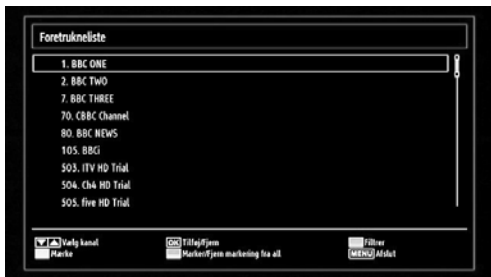 Foretrukneliste
1. BBC ONE
2. BBC TWO
7. BBC THREE
70. CBBC Channel
80. BBC NEWS
105. BBCi
503. ITV HD Trial
504. Ch4 HD Trial
505. five HD Trial
Vælg kanal OK Tilføj/Fjern Filtrer
Mærke Marker/Fjern markering fra all MENU Afslut